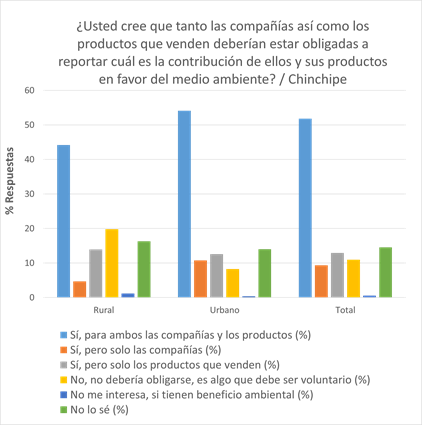 ¿Usted cree que tanto las compañías así como los
productos que venden deberían estar obligadas a
reportar cuál es la contribución de ellos y sus productos
en favor del medio ambiente? / Chinchipe
% Respuestas
60
50
40
30
20
10
0
Rural
Urbano
Total
Sí, para ambos las compañías y los productos (%)
Sí, pero solo las compañías (%)
Sí, pero solo los productos que venden (%)
No, no debería obligarse, es algo que debe ser voluntario (%)
No me interesa, si tienen beneficio ambiental (%)
No lo sé (%)